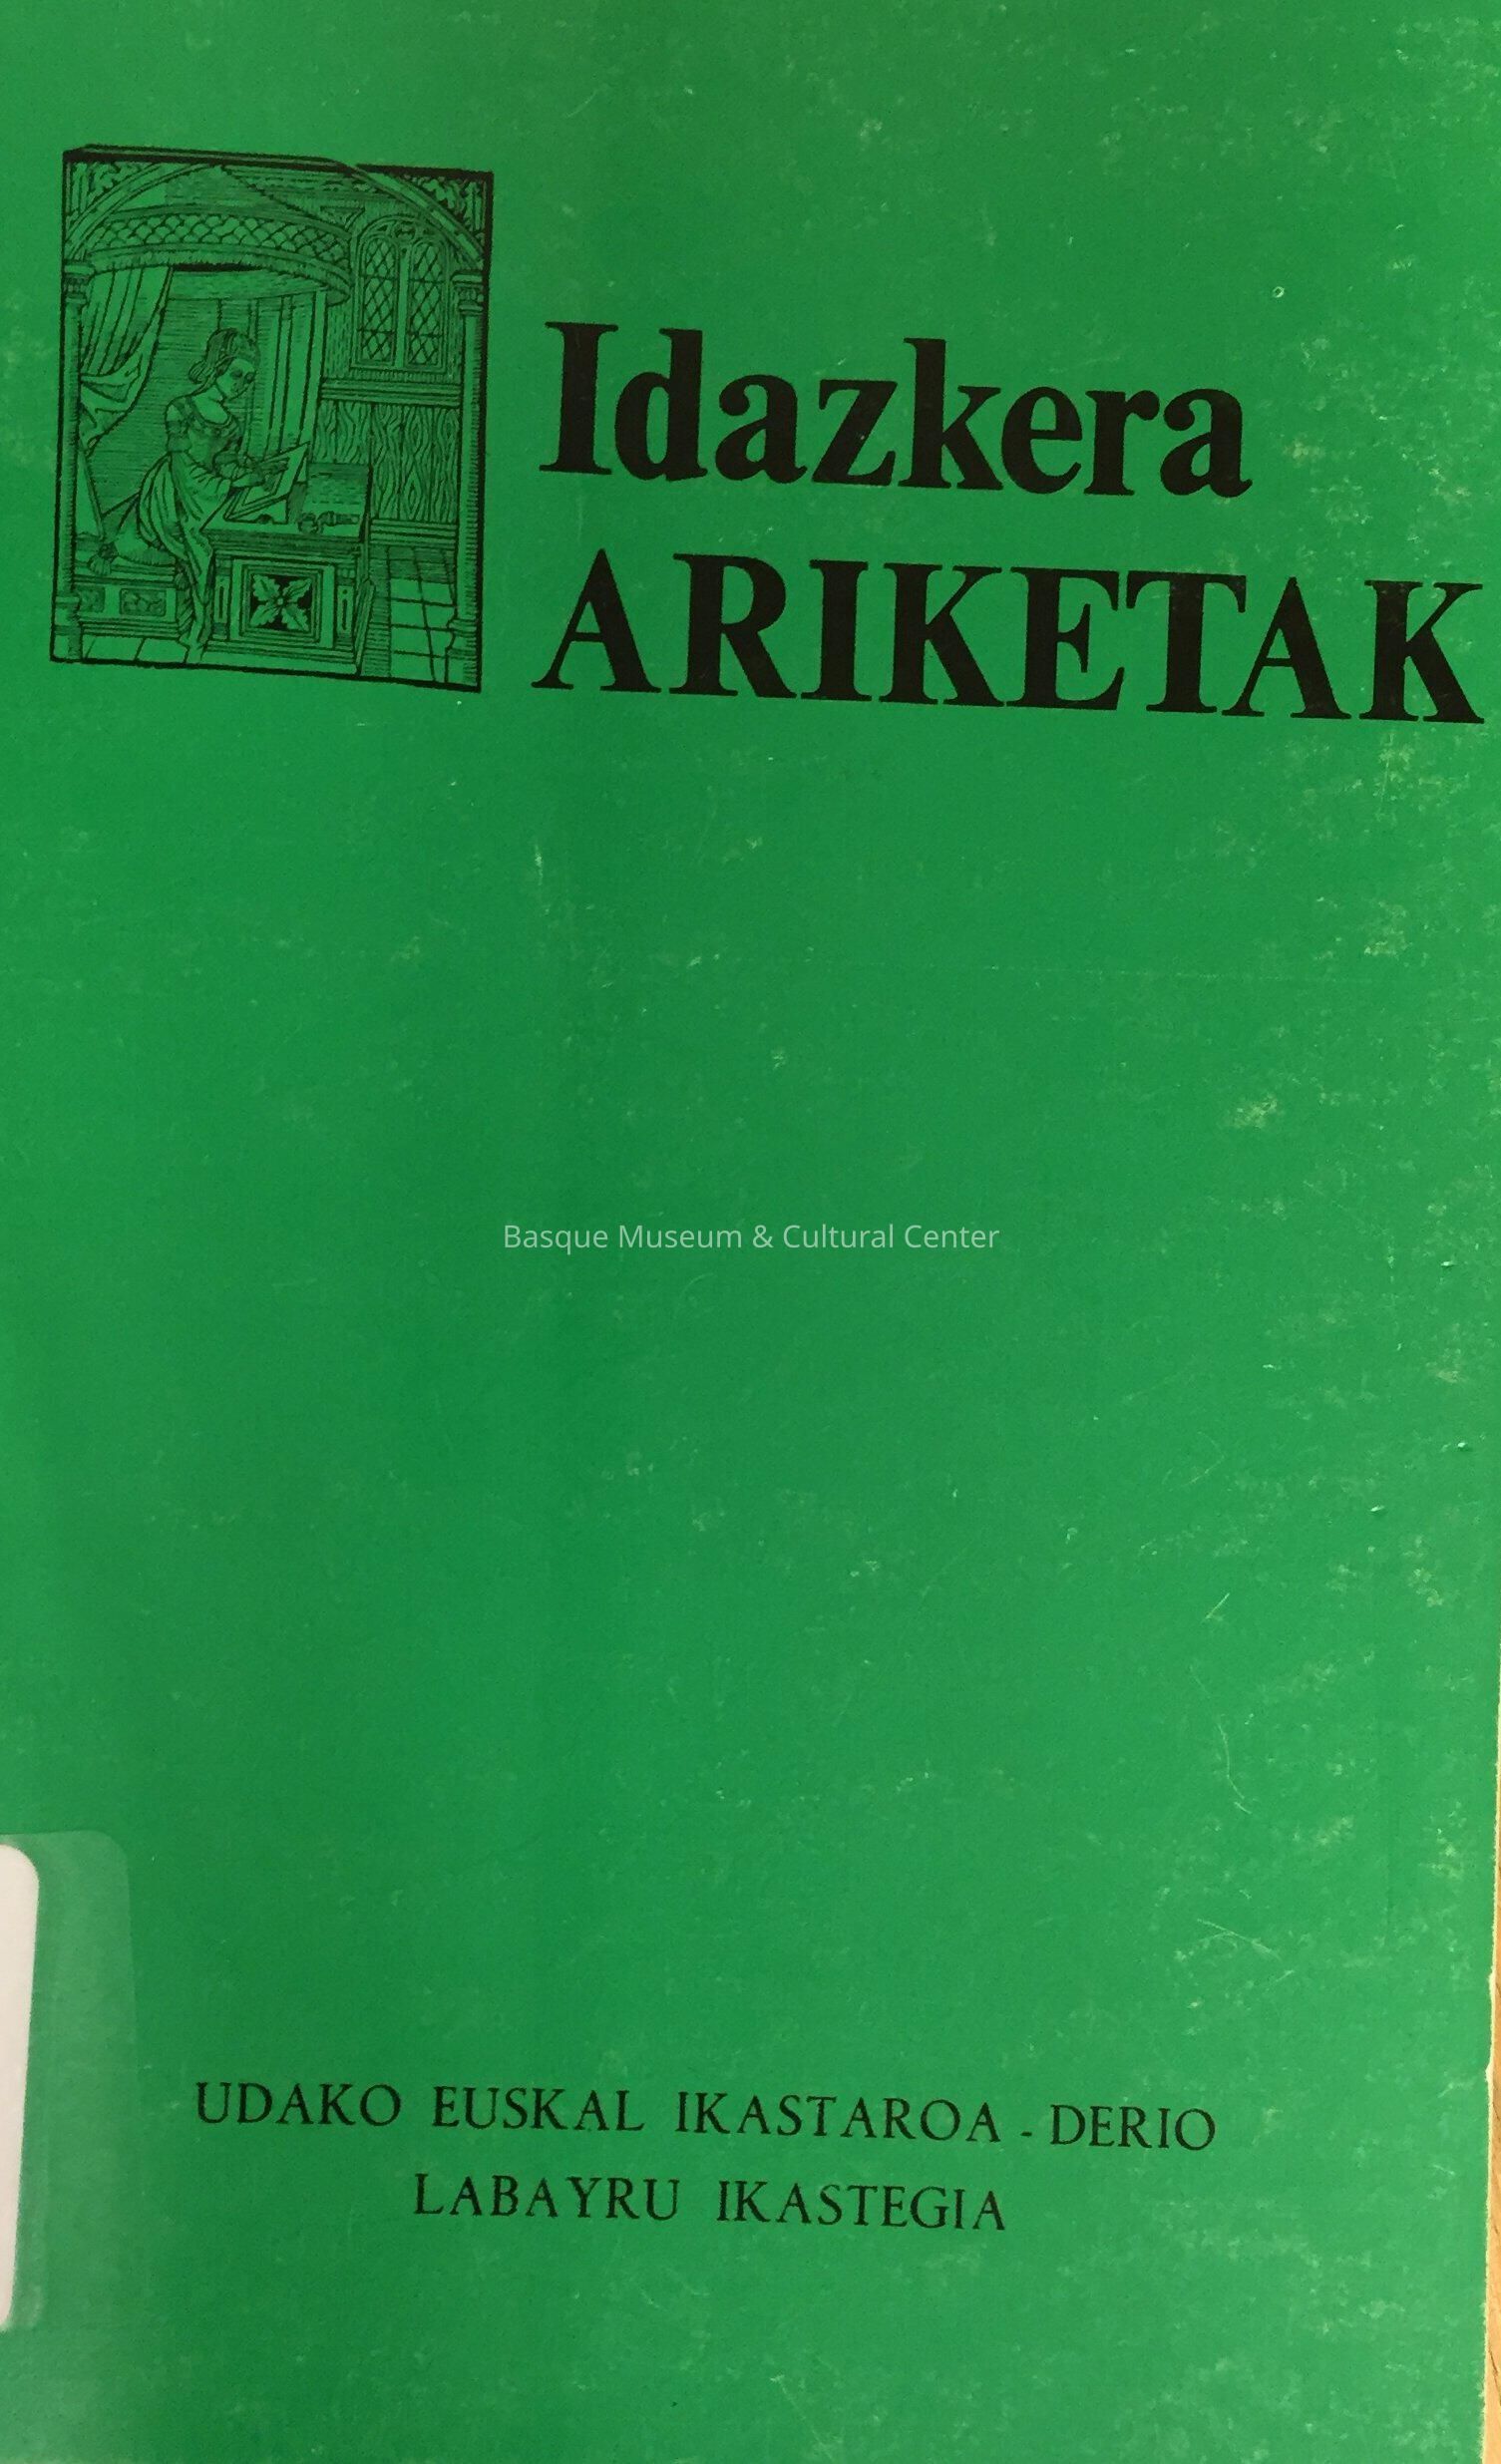 Idazkera
ARIKETAK
Basque Museum & Cultural Center
UDAKO EUSKAL IKASTAROA - DERIO
LABAYRU IKASTEGIA